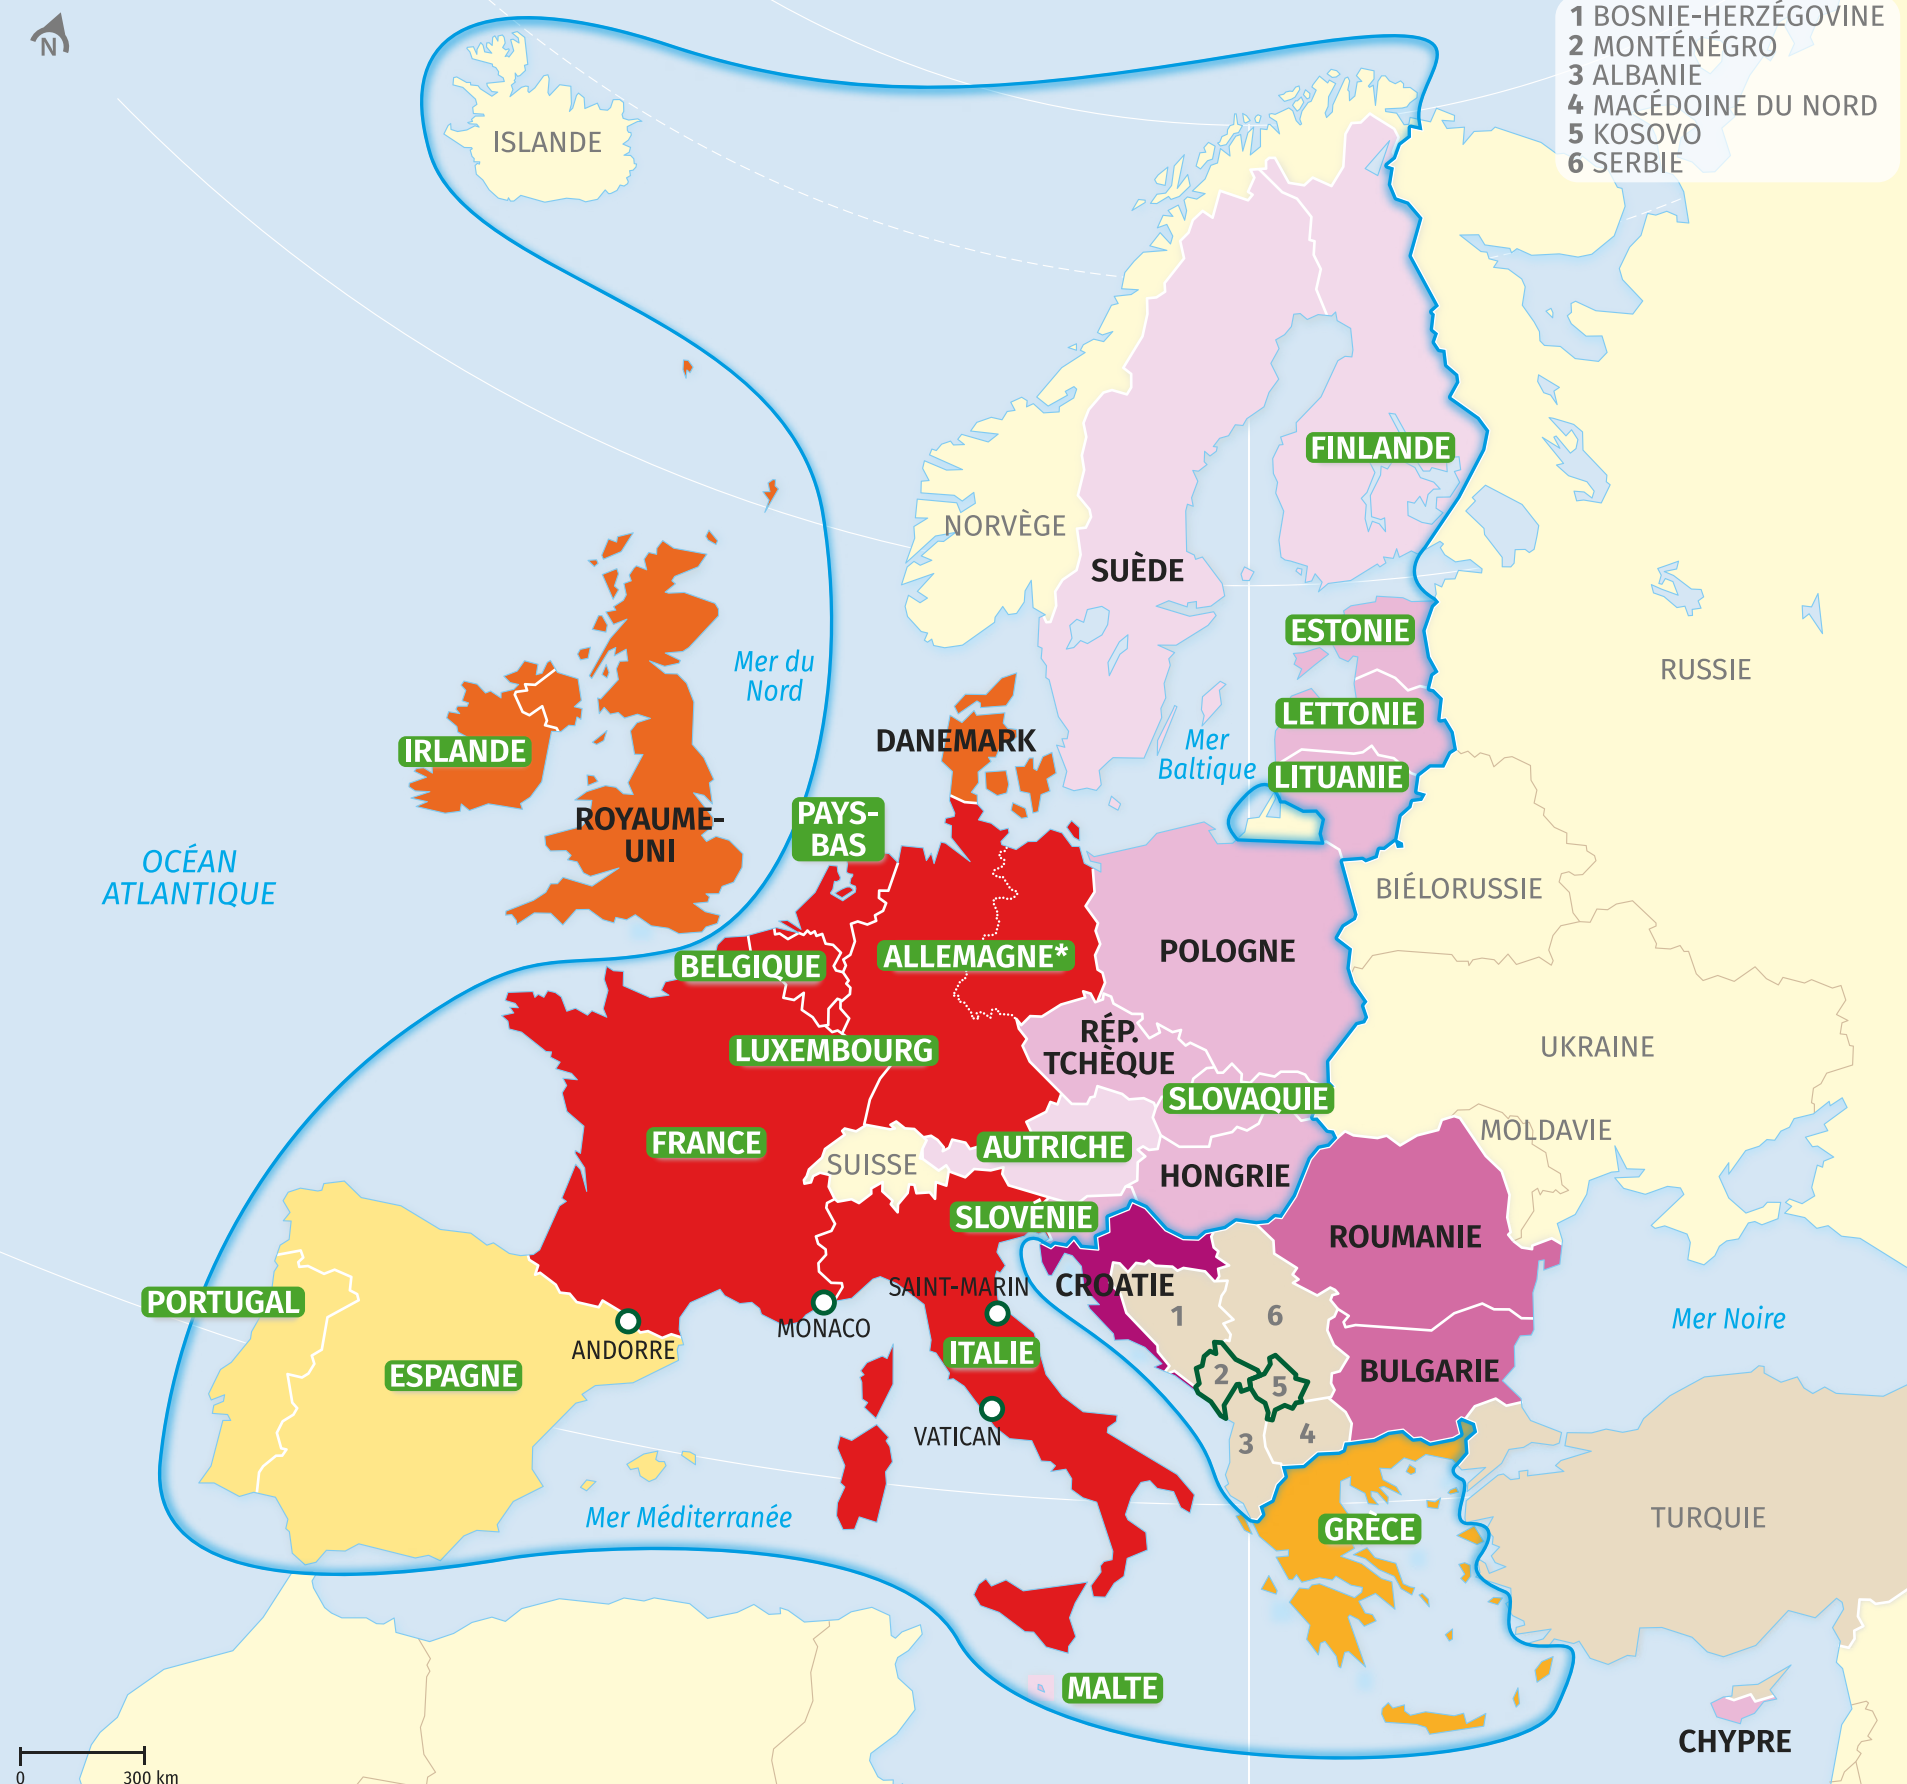 N
1 BOSNIE-HERZÉGOVINE
2 MONTÉNÉGRO
3 ALBANIE
4 MACÉDOINE DU NORD
5 KOSOVO
6 SERBIE
ISLANDE
FINLANDE
NORVÈGE
SUÈDE
ESTONIE
RUSSIE
Mer du
Nord
LETTONIE
DANEMARK
Mer
Baltique
IRLANDE
LITUANIE
PAYS-
BAS
ROYAUME-
UNI
OCÉAN
ATLANTIQUE
BIÉLORUSSIE
POLOGNE
ALLEMAGNE*
BELGIQUE
RÉP.
TCHÈQUE
LUXEMBOURG
UKRAINE
SLOVAQUIE
MOLDAVIE
FRANCE
AUTRICHE
SUISSE
HONGRIE
SLOVÉNIE
ROUMANIE
CROATIE
SAINT-MARIN
PORTUGAL
1
6
Mer Noire
MONACO
ANDORRE
ITALIE
ESPAGNE
2
5
BULGARIE
VATICAN
3
4
Mer Méditerranée
TURQUIE
GRÈCE
MALTE
CHYPRE
0 300 km